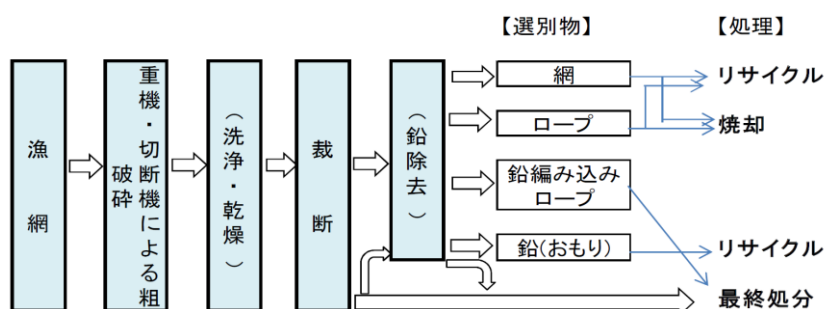 【選別物】
【処理】
漁網
重機・切断機による粗
破砕
（洗浄・乾燥）
裁断
（鉛除去）
網
ロープ
鉛編み込み
ロープ
鉛（おもり）
リサイクル
焼却
リサイクル
最終処分